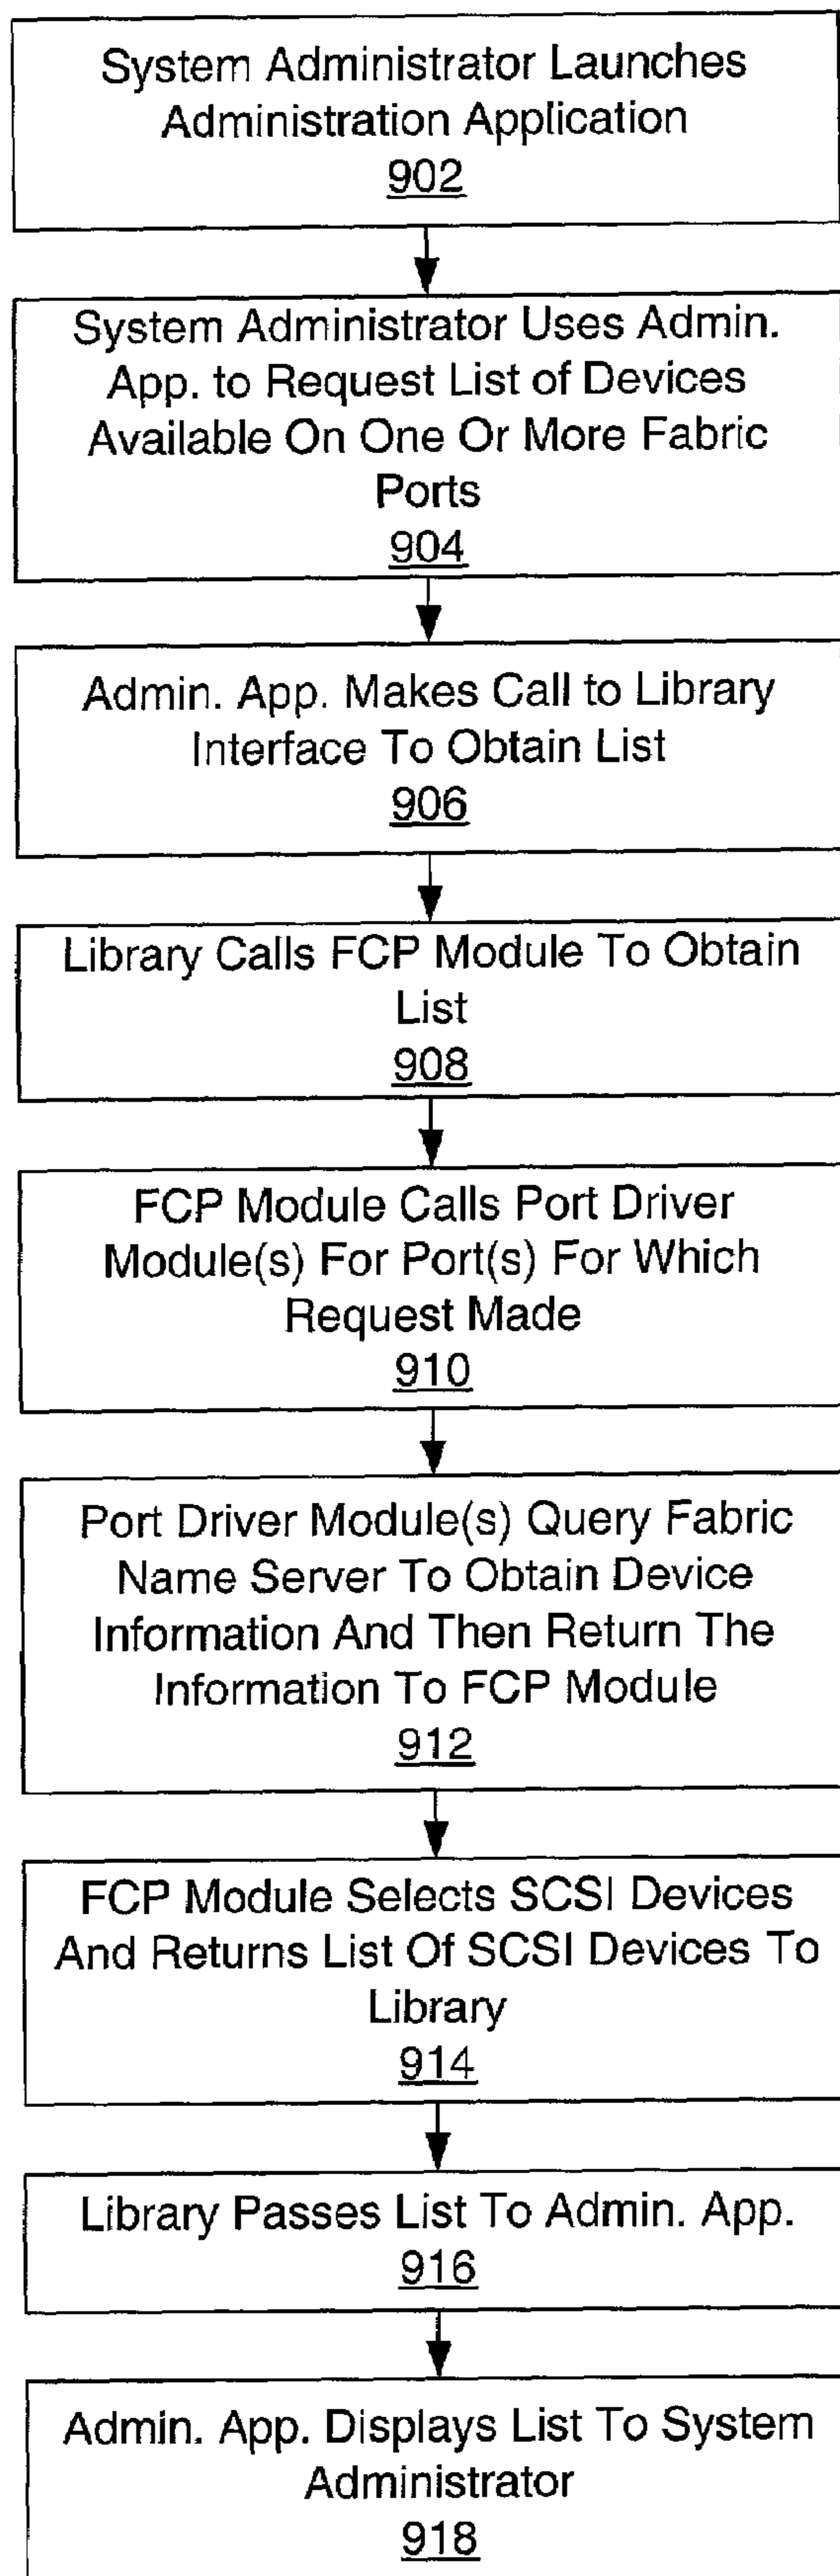 System Administrator Launches
Administration Application
902
System Administrator Uses Admin.
App. to Request List of Devices
Available On One Or More Fabric
Ports
904
Admin. App. Makes Call to Library
Interface To Obtain List
906
Library Calls FCP Module To Obtain
List
908
FCP Module Calls Port Driver
Module(s) For Port(s) For Which
Request Made
910
Port Driver Module(s) Query Fabric
Name Server To Obtain Device
Information And Then Return The
Information To FCP Module
912
FCP Module Selects SCSI Devices
And Returns List Of SCSI Devices To
Library
914
Library Passes List To Admin. App.
916
Admin. App. Displays List To System
Administrator
918